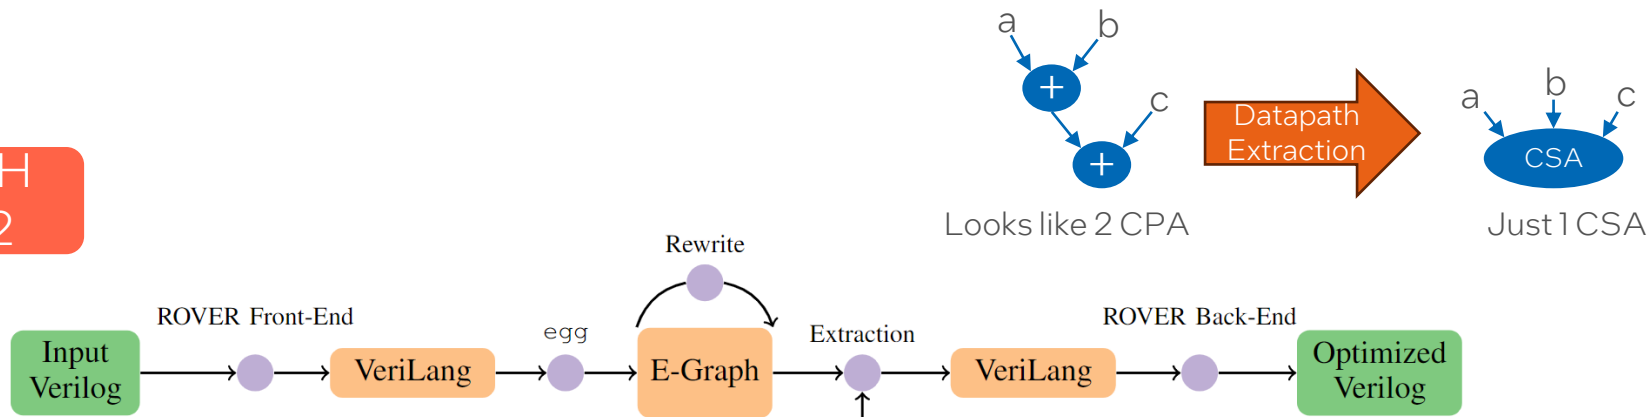 a
b
+
c
+
Datapath
Extraction
a
b
c
CSA
Looks like 2 CPA
Just 1 CSA
H
2
Rewrite
ROVER Front-End
egg
Extraction
ROVER Back-End
Input
Verilog
VeriLang
E-Graph
VeriLang
Optimized
Verilog